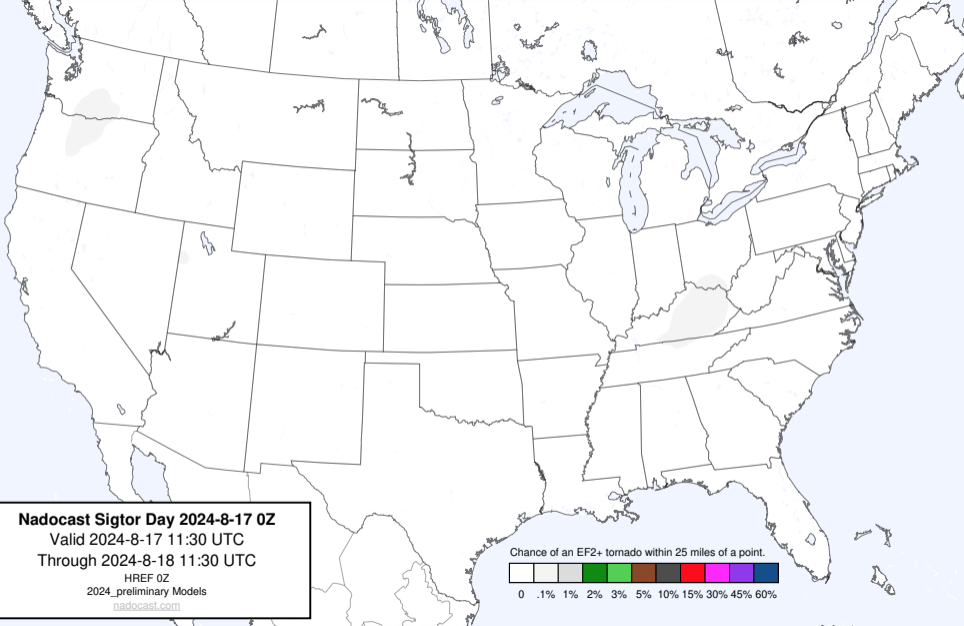 Nadocast Sigtor Day 2024-8-17 0Z
Valid 2024-8-17 11:30 UTC
Through 2024-8-18 11:30 UTC
HREF 0Z
2024_preliminary Models
nadocast.com
Chance of an EF2+ tornado within 25 miles of a point.
0 .1% 1% 2% 3% 5% 10% 15% 30% 45% 60%